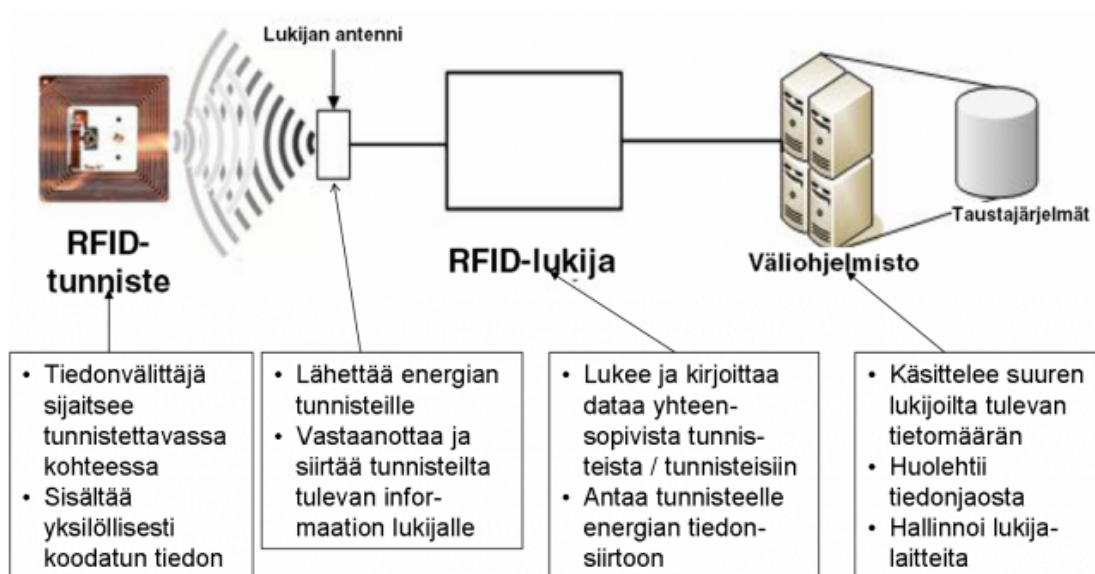 Lukijan antenni
RFID-
tunniste
RFID-lukija
Väliohjelmisto
Taustajärjelmät
• Tiedonvälittäjä
sijaitsee
tunnistettavassa
kohteessa
• Sisältää
yksilöllisesti
koodatun tiedon
• Lähettää energian
tunnisteille
• Vastaanottaa ja
siirtää tunnisteilta
tulevan infor-
maation lukijalle
• Lukee ja kirjoittaa
dataa yhteen-
sopivista tunnis-
teista / tunnisteisiin
• Antaa tunnisteelle
energian tiedon-
siirtoon
• Käsittelee suuren
lukijoilta tulevan
tietomäärän
• Huolehtii
tiedonjaosta
• Hallinnoi lukija-
laitteita